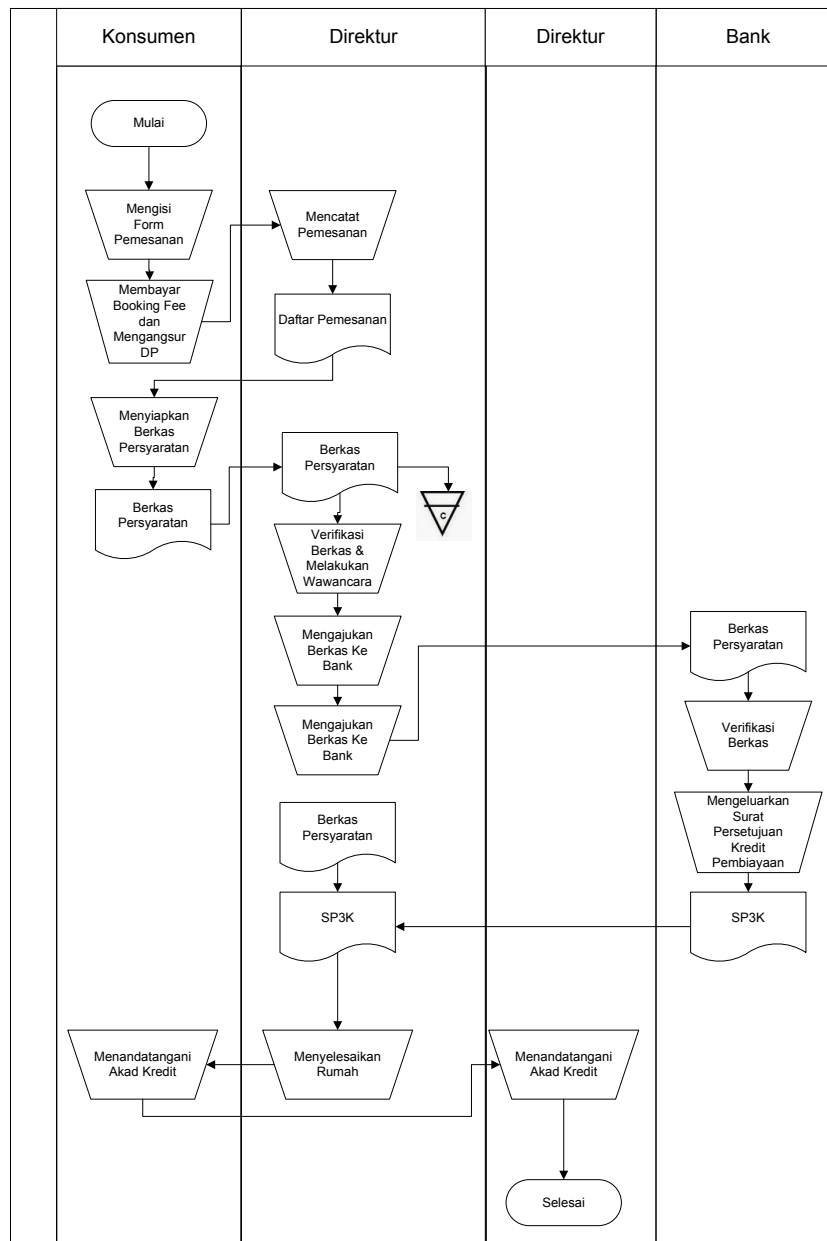 Konsumen
Direktur
Direktur
Bank
Mulai
Mengisi
Form
Pemesanan
Mencatat
Pemesanan
Membayar
Booking Fee
dan
Mengangsur
DP
Daftar Pemesanan
Menyiapkan
Berkas
Persyaratan
Berkas
Persyaratan
Berkas
Persyaratan
C
Verifikasi
Berkas &
Melakukan
Wawancara
Mengajukan
Berkas Ke
Bank
Mengajukan
Berkas Ke
Bank
Berkas
Persyaratan
Verifikasi
Berkas
Mengeluarkan
Surat
Persetujuan
Kredit
Pembiayaan
Berkas
Persyaratan
SP3K
SP3K
Menandatangani
Akad Kredit
Menyelesaikan
Rumah
Menandatangani
Akad Kredit
Selesai